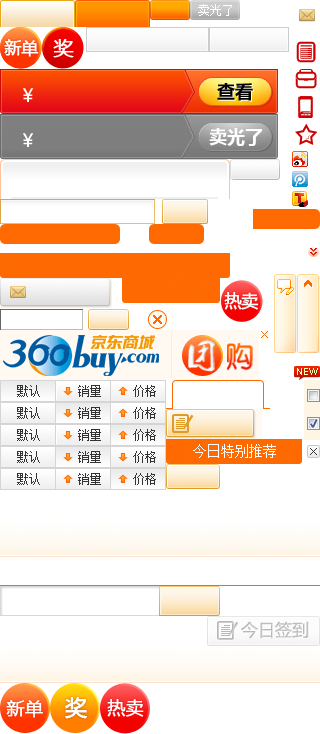 卖光了
新单 奖
¥ 查看
¥ 卖光了
热卖
360buy.com 京东商城 团购
NEW
默认 销量 价格
默认 销量 价格
默认 销量 价格
默认 销量 价格
默认 销量 价格
今日特别推荐
今日签到
新单 奖 热卖